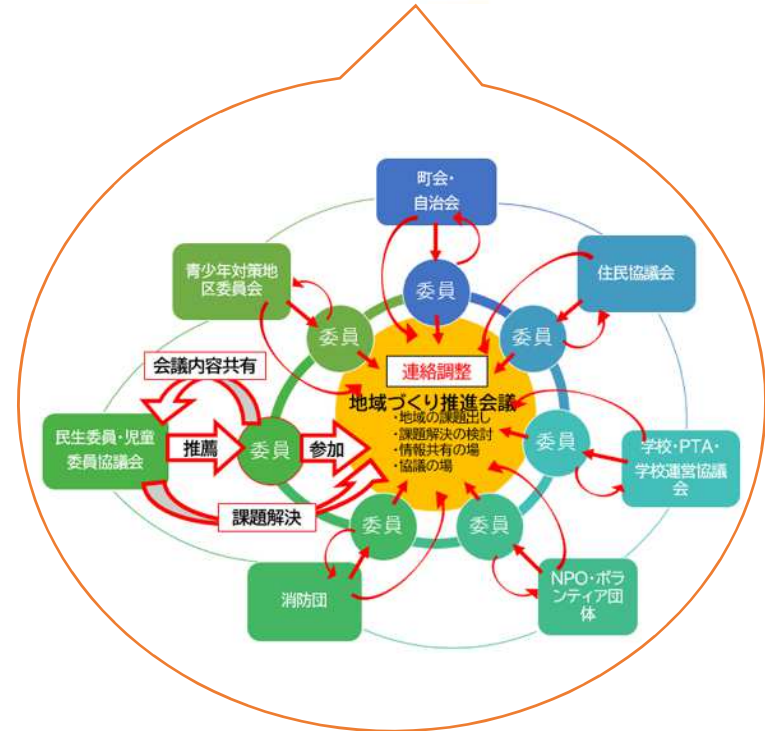 町会・
自治会
青少年対策地
区委員会
住民協議会
委員
委員
委員
会議内容共有
連絡調整
地域づくり推進会議
・地域の課題出し
・課題解決の検討
・情報共有の場
・協議の場
民生委員・児童
委員協議会
推薦
委員
参加
委員
学校・PTA・
学校運営協議
会
課題解決
委員
委員
消防団
NPO・ボラ
ンティア団
体